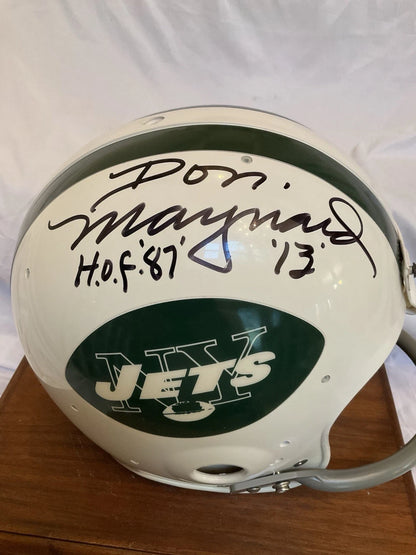 Don.
Maynard
H.O.F. '87' '13'
NY
JETS